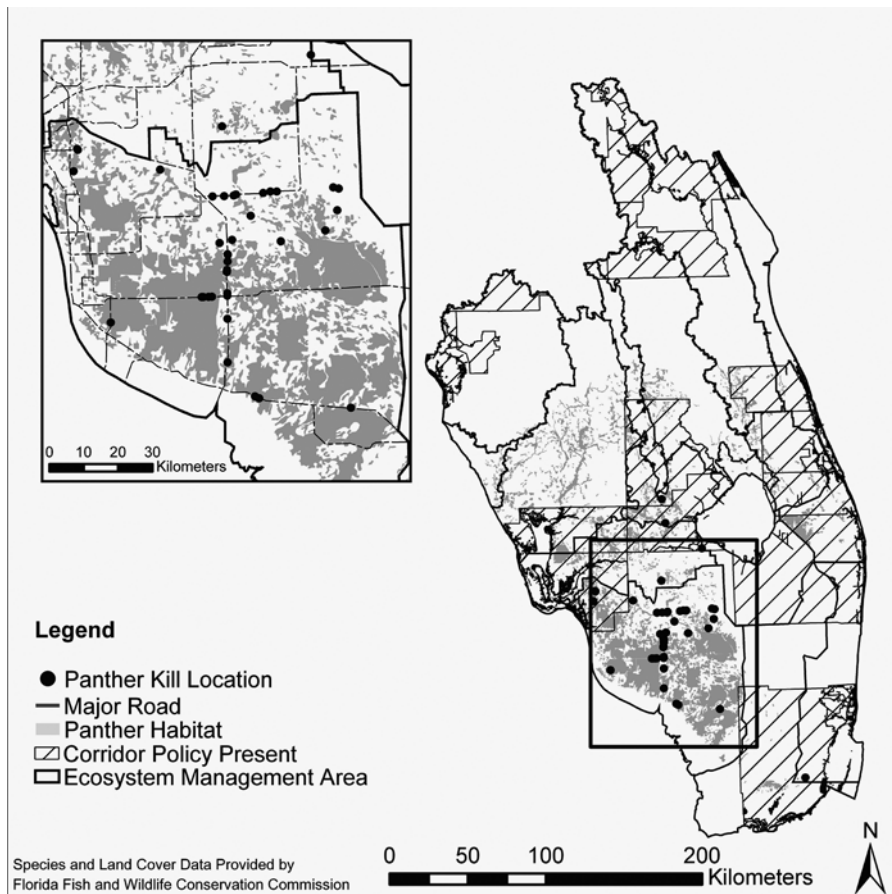 0 10 20 30
Kilometers
Legend
Panther Kill Location
Major Road
Panther Habitat
Corridor Policy Present
Ecosystem Management Area
Species and Land Cover Data Provided by
Florida Fish and Wildlife Conservation Commission
0 50 100 200
Kilometers
N